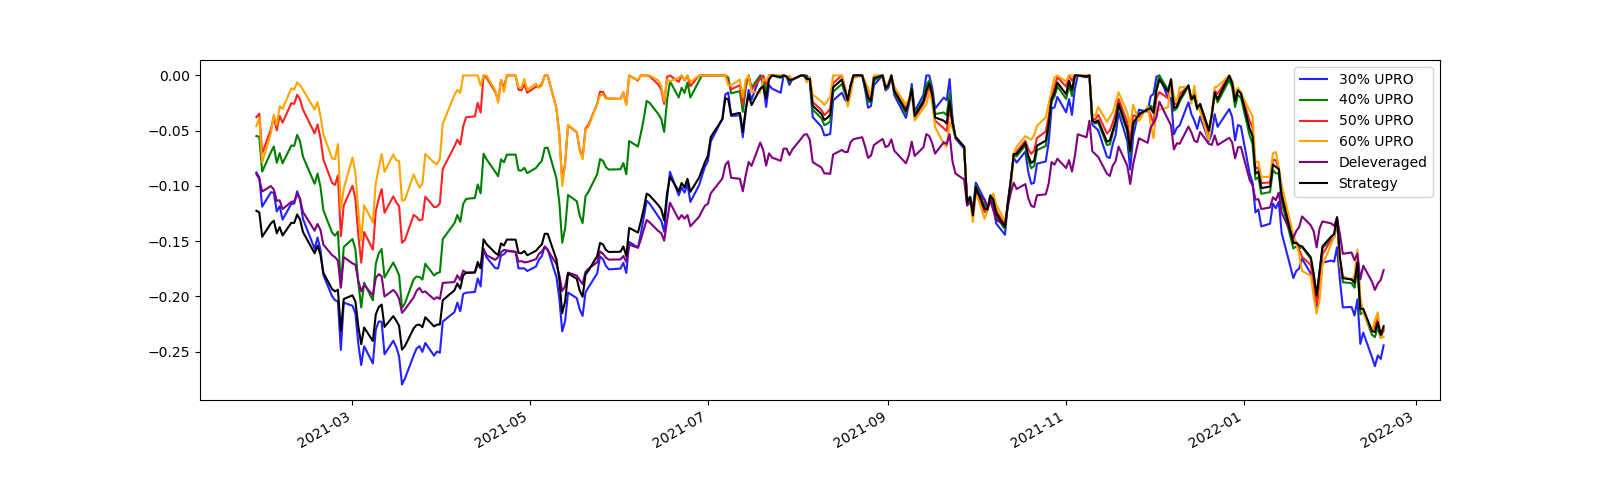 0.00
−0.05
−0.10
−0.15
−0.20
−0.25
2021-03
2021-05
2021-07
2021-09
2021-11
2022-01
2022-03
30% UPRO
40% UPRO
50% UPRO
60% UPRO
Deleveraged
Strategy